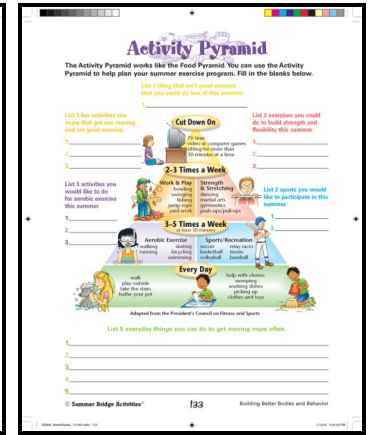 Activity Pyramid
The Activity Pyramid works like the Food Pyramid. You can use the Activity
Pyramid to help plan your summer exercise program. Fill in the blanks below.
List 1 thing that isn't good exercise
that you could do less of this summer.
1.
List 3 fun activities you
enjoy that get you moving
and are good exercise
1.
2.
3.
Cut Down On
TV time
video or computer games
sitting for more than
30 minutes at a time
List 3 exercises you could
do to build strength and
flexibility this summer.
1.
2.
3.
2–3 Times a Week
Work & Play
bowling
swinging
fishing
jump rope
yard work
Strength
& Stretching
dancing
martial arts
gymnastics
push-ups/pull-ups
List 3 activities you
would like to do
for aerobic exercise
this summer.
1.
2.
3.
List 2 sports you would
like to participate in this
summer.
1.
2.
3–5 Times a Week
at least 30 minutes
Aerobic Exercise
walking
running
skating
bicycling
swimming
Sports/Recreation
soccer
basketball
volleyball
relay races
tennis
baseball
Every Day
walk
play outside
take the stairs
bathe your pet
help with chores:
sweeping
washing dishes
picking up
clothes and toys
Adapted from the President's Council on Fitness and Sports
List 5 everyday things you can do to get moving more often.
1.
2.
3.
4.
5.
© Summer Bridge Activities™
133
Building Better Bodies and Behavior